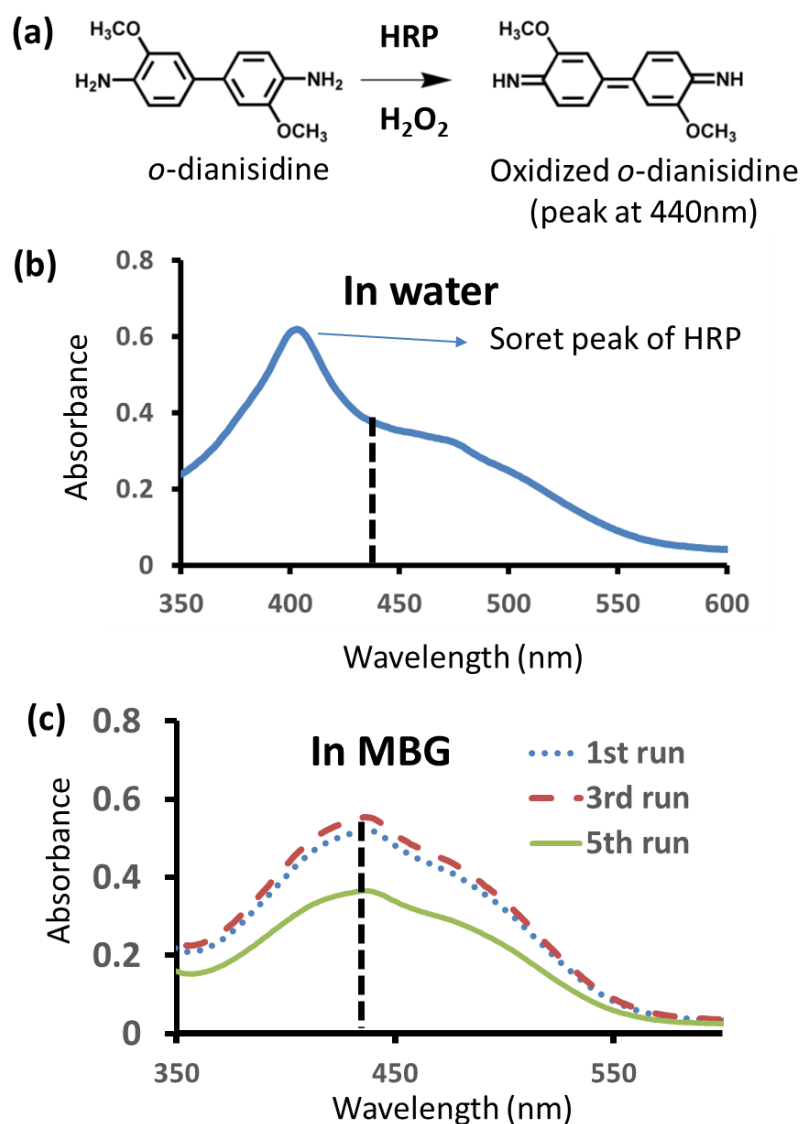 (a)
H₃CO
H₂N
NH₂
OCH₃
o-dianisidine
HRP
H₂O₂
H₃CO
HN
NH
OCH₃
Oxidized o-dianisidine
(peak at 440nm)
(b)
In water
Soret peak of HRP
Absorbance
0.8
0.6
0.4
0.2
0
350 400 450 500 550 600
Wavelength (nm)
(c)
In MBG
1st run
3rd run
5th run
Absorbance
0.8
0.6
0.4
0.2
0
350 450 550
Wavelength (nm)